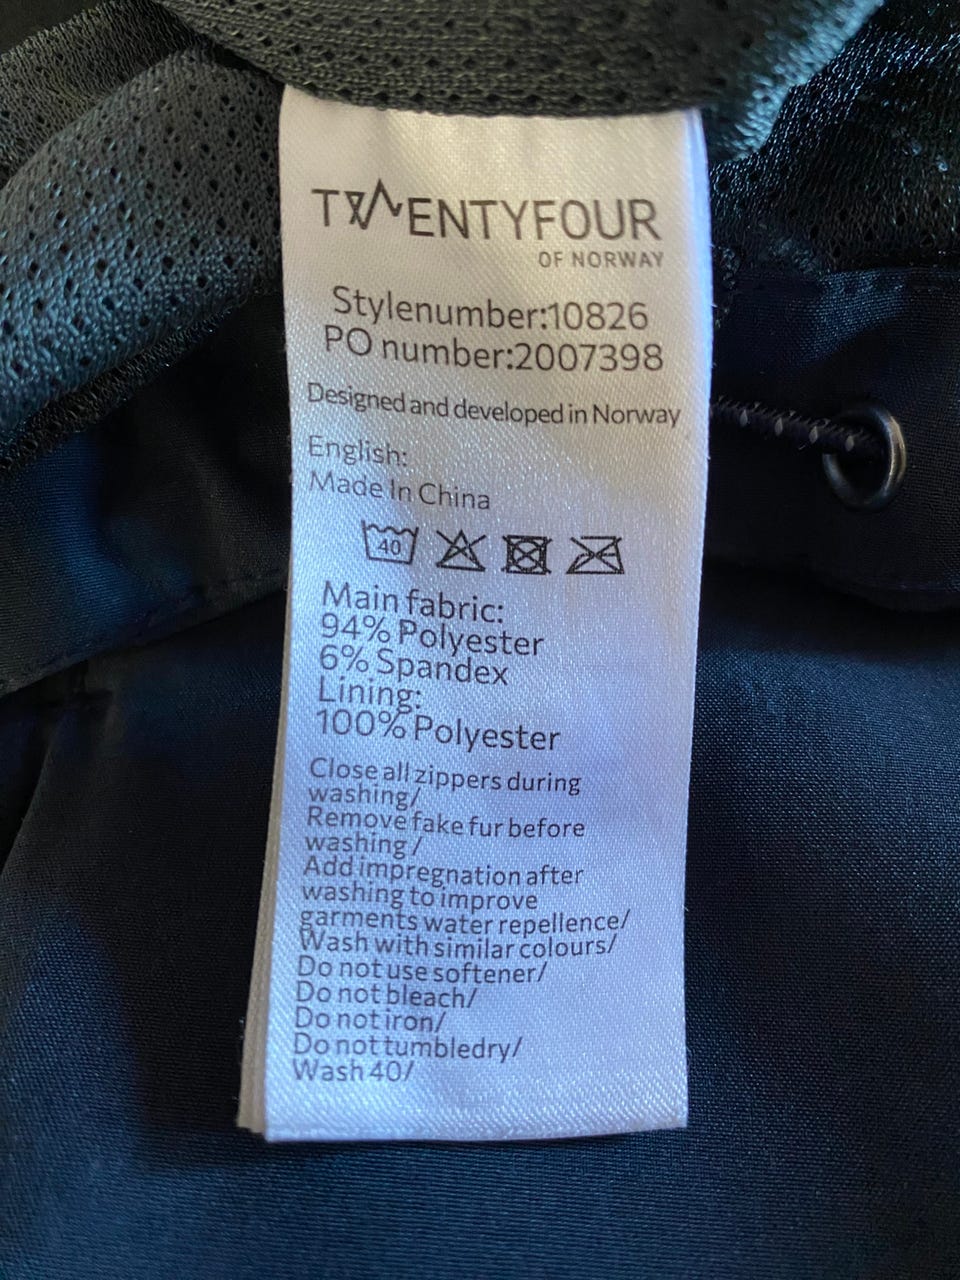 TWENTYFOUR
OF NORWAY
Stylenumber:10826
PO number:2007398
Designed and developed in Norway
English:
Made In China
40
Main fabric:
94% Polyester
6% Spandex
Lining:
100% Polyester
Close all zippers during
washing/
Remove fake fur before
washing/
Add impregnation after
washing to improve
garments water repellence/
Wash with similar colours/
Do not use softener/
Do not bleach/
Do not iron/
Do not tumbledry/
Wash 40/